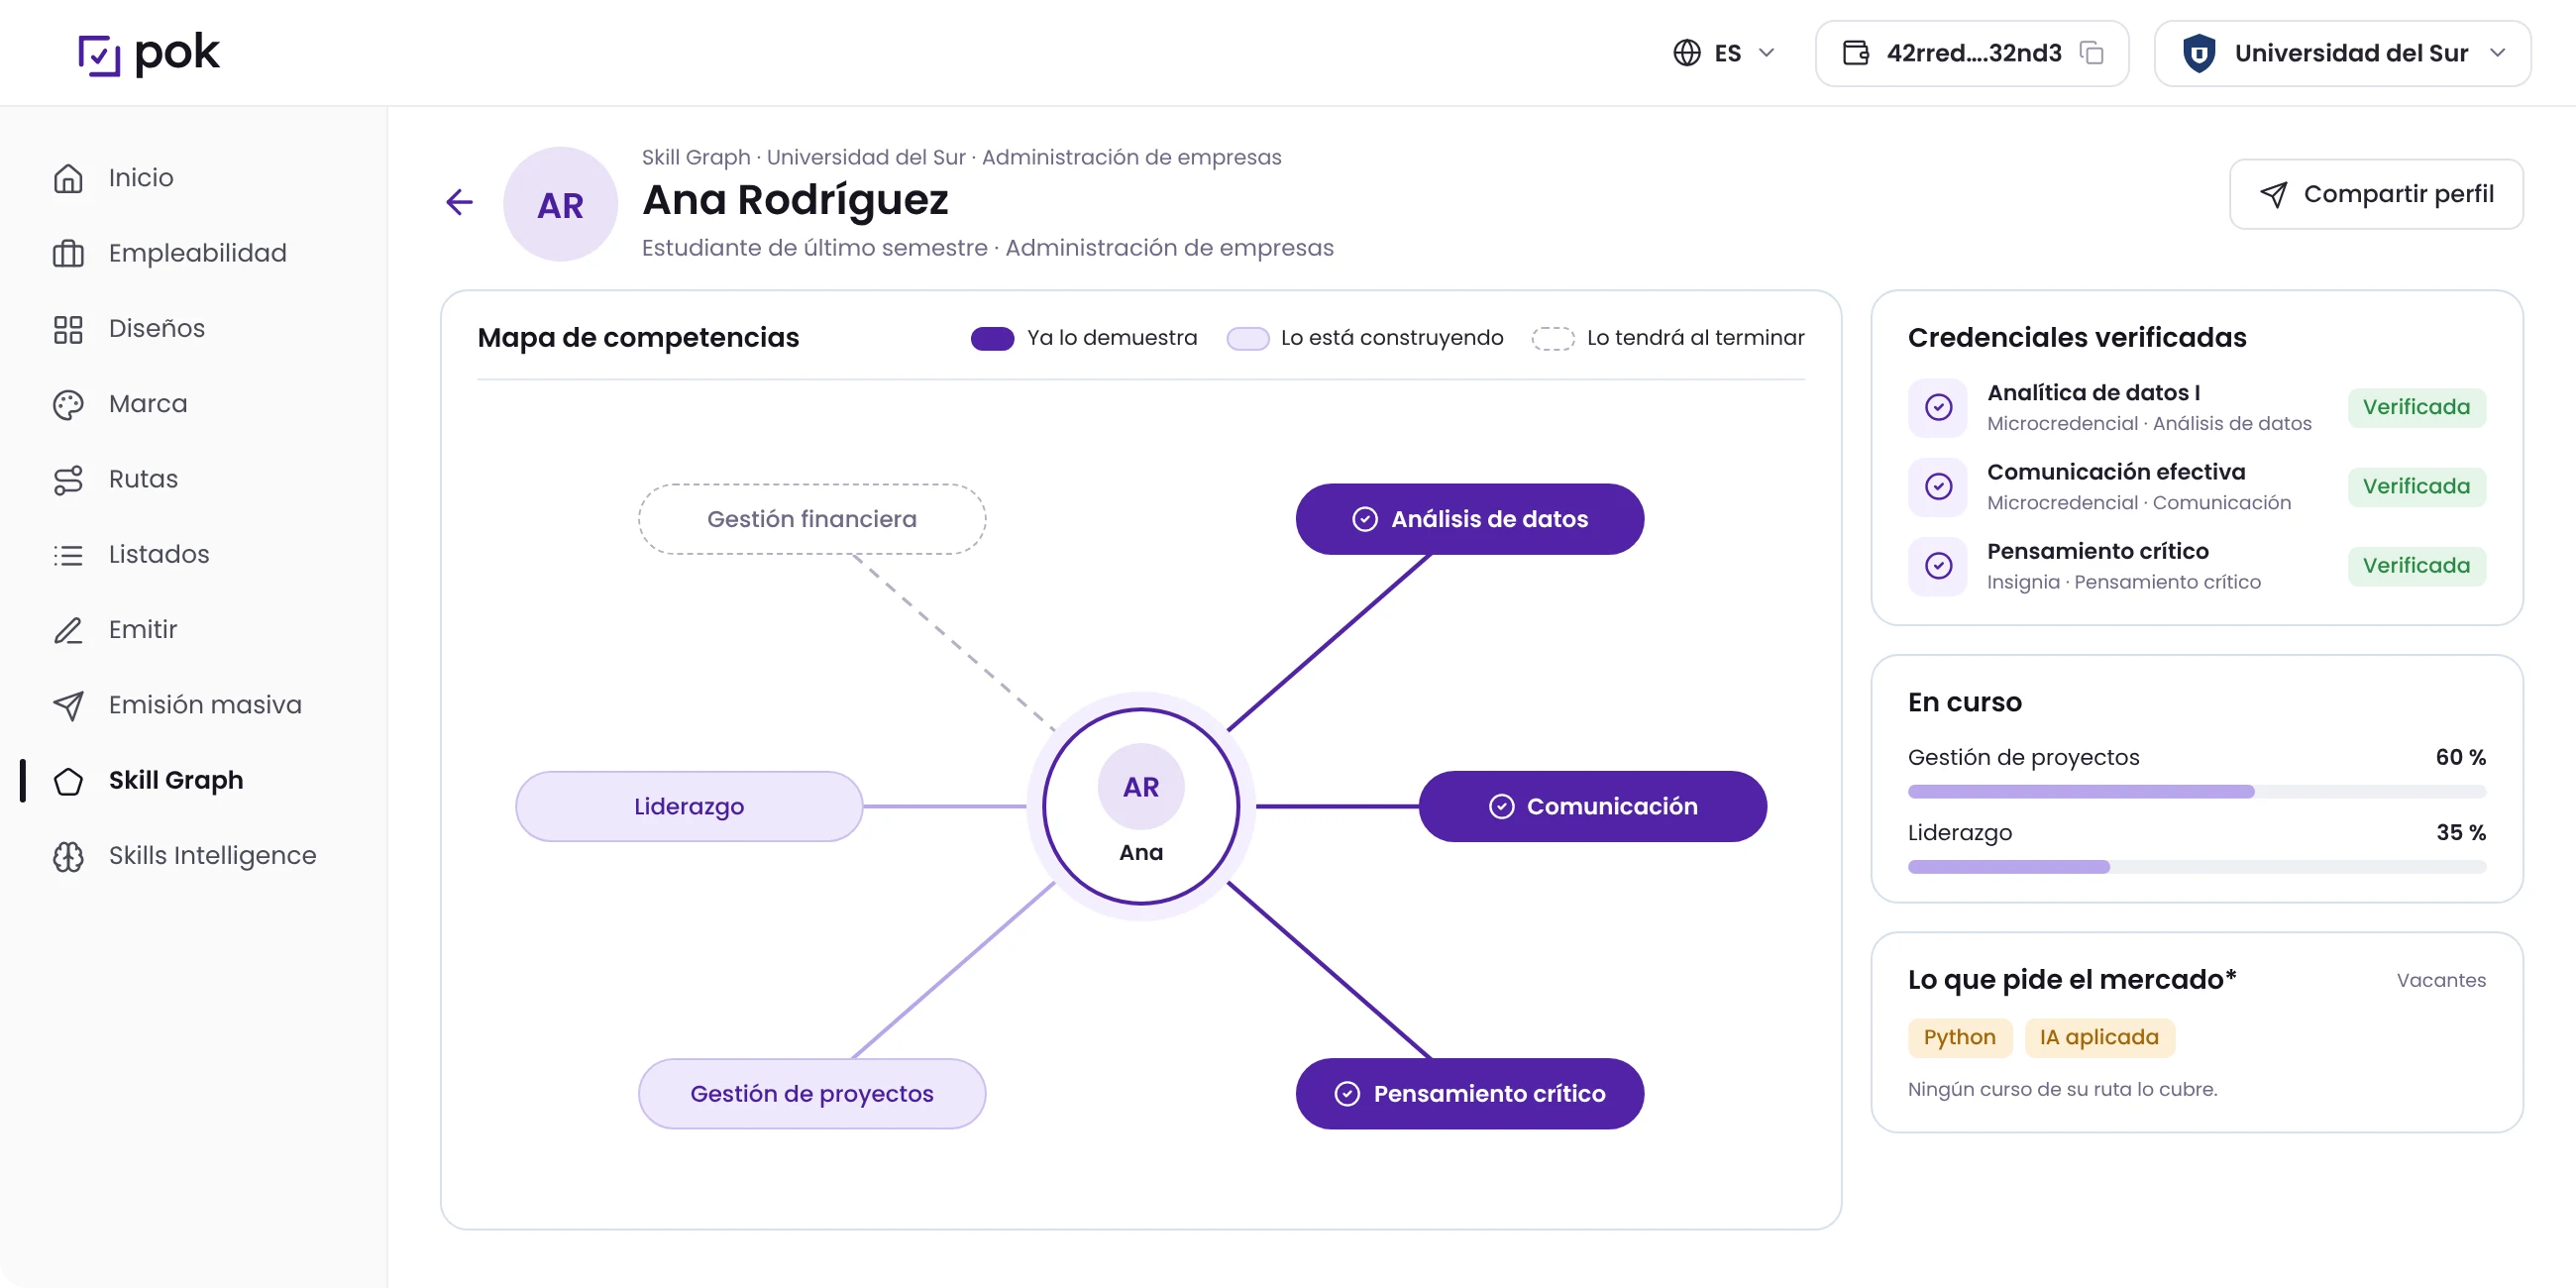 pok
ES
42rred....32nd3
Universidad del Sur
Inicio
Empleabilidad
Diseños
Marca
Rutas
Listados
Emitir
Emisión masiva
Skill Graph
Skills Intelligence
AR
Skill Graph · Universidad del Sur · Administración de empresas
Ana Rodríguez
Estudiante de último semestre · Administración de empresas
Compartir perfil
Mapa de competencias
Ya lo demuestra
Lo está construyendo
Lo tendrá al terminar
Gestión financiera
Análisis de datos
Liderazgo
AR
Ana
Comunicación
Gestión de proyectos
Pensamiento crítico
Credenciales verificadas
Analítica de datos I
Microcredencial · Análisis de datos
Verificada
Comunicación efectiva
Microcredencial · Comunicación
Verificada
Pensamiento crítico
Insignia · Pensamiento crítico
Verificada
En curso
Gestión de proyectos
60 %
Liderazgo
35 %
Lo que pide el mercado*
Vacantes
Python
IA aplicada
Ningún curso de su ruta lo cubre.